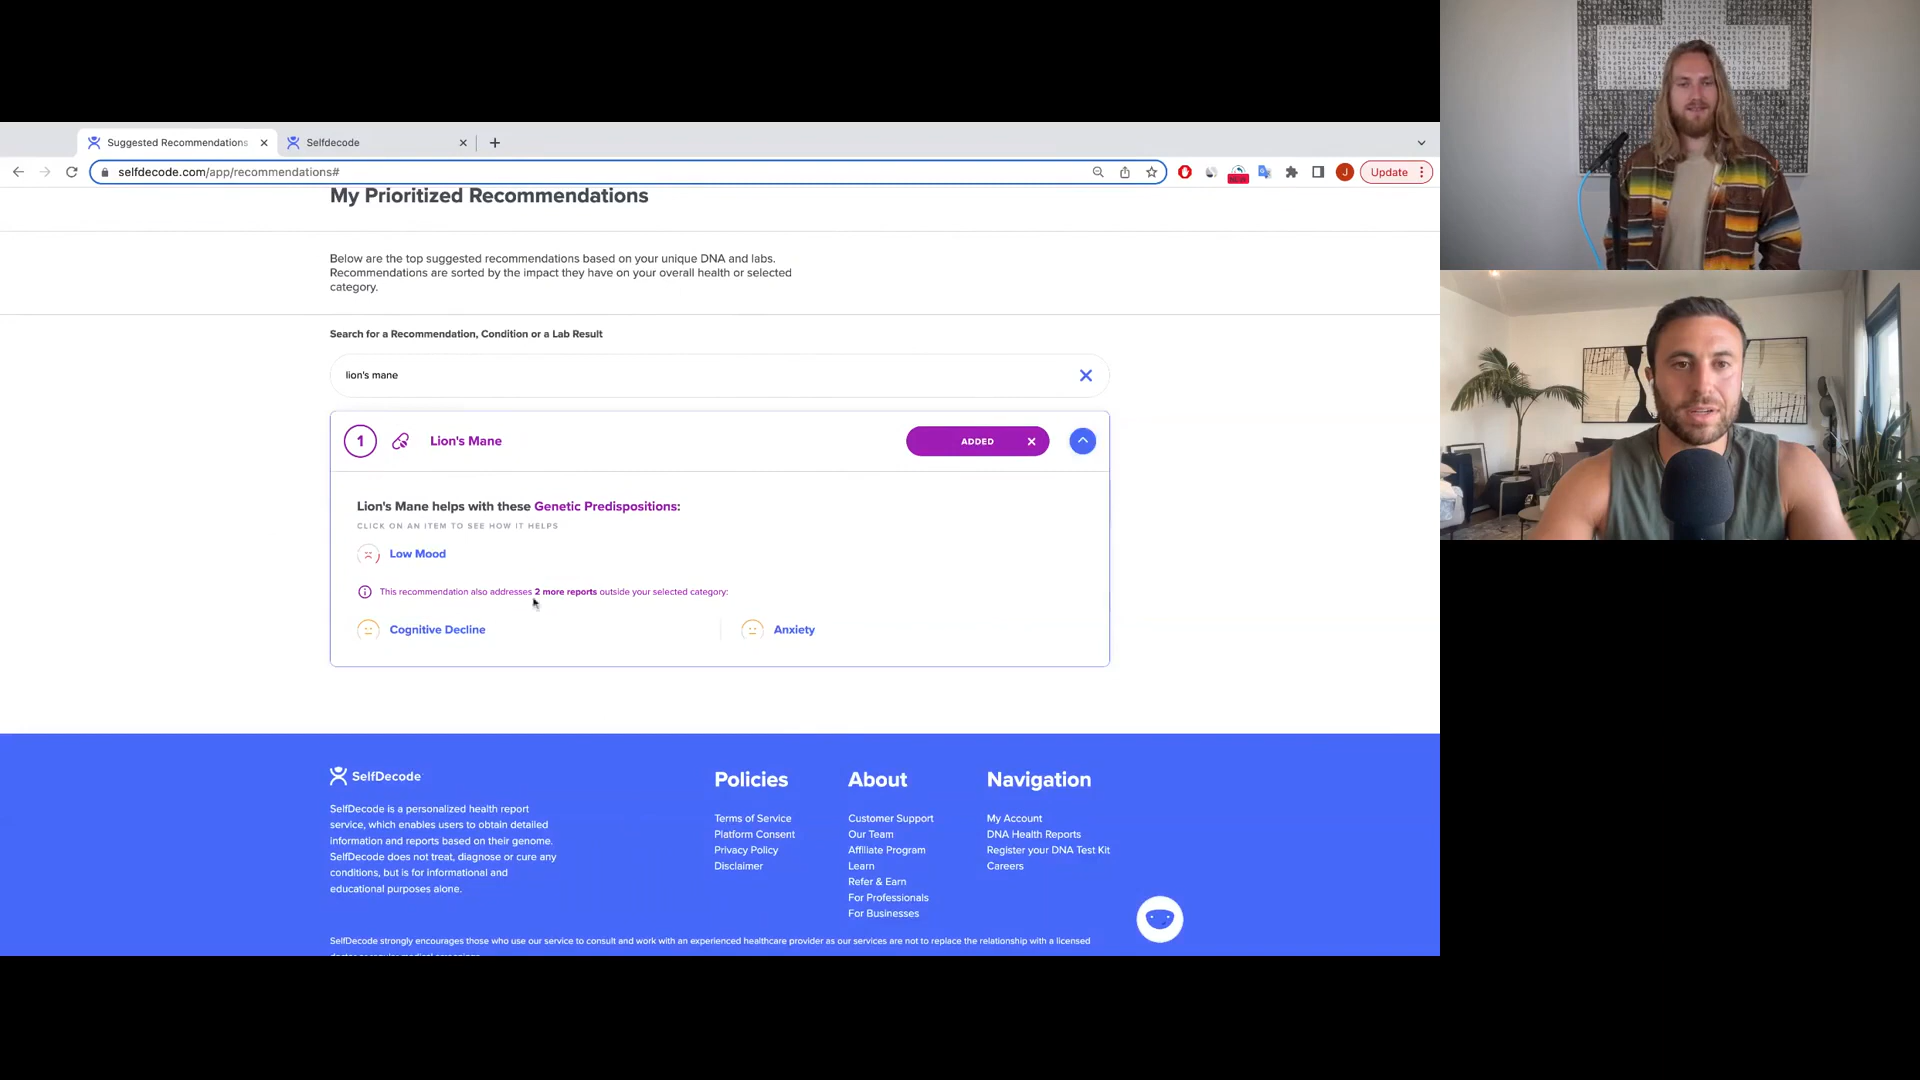 Suggested Recommendations
Selfdecode
selfdecode.com/app/recommendations#
J
Update
My Prioritized Recommendations
Below are the top suggested recommendations based on your unique DNA and labs.
Recommendations are sorted by the impact they have on your overall health or selected
category.
Search for a Recommendation, Condition or a Lab Result
lion's mane
1
Lion's Mane
ADDED
Lion's Mane helps with these Genetic Predispositions:
CLICK ON AN ITEM TO SEE HOW IT HELPS
Low Mood
This recommendation also addresses 2 more reports outside your selected category:
Cognitive Decline
Anxiety
SelfDecode
SelfDecode is a personalized health report
service, which enables users to obtain detailed
information and reports based on their genome.
SelfDecode does not treat, diagnose or cure any
conditions, but is for informational and
educational purposes alone.
Policies
Terms of Service
Platform Consent
Privacy Policy
Disclaimer
About
Customer Support
Our Team
Affiliate Program
Learn
Refer & Earn
For Professionals
For Businesses
Navigation
My Account
DNA Health Reports
Register your DNA Test Kit
Careers
SelfDecode strongly encourages those who use our service to consult and work with an experienced healthcare provider as our services are not to replace the relationship with a licensed